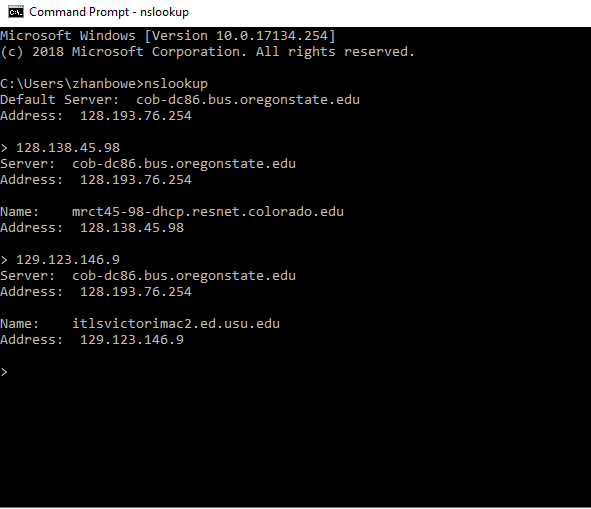 Command Prompt - nslookup
Microsoft Windows [Version 10.0.17134.254]
(c) 2018 Microsoft Corporation. All rights reserved.
C:\Users\zhanbowe>nslookup
Default Server:  cob-dc86.bus.oregonstate.edu
Address:  128.193.76.254
> 128.138.45.98
Server:  cob-dc86.bus.oregonstate.edu
Address:  128.193.76.254
Name:    mrct45-98-dhcp.resnet.colorado.edu
Address:  128.138.45.98
> 129.123.146.9
Server:  cob-dc86.bus.oregonstate.edu
Address:  128.193.76.254
Name:    itlsvictorimac2.ed.usu.edu
Address:  129.123.146.9
>